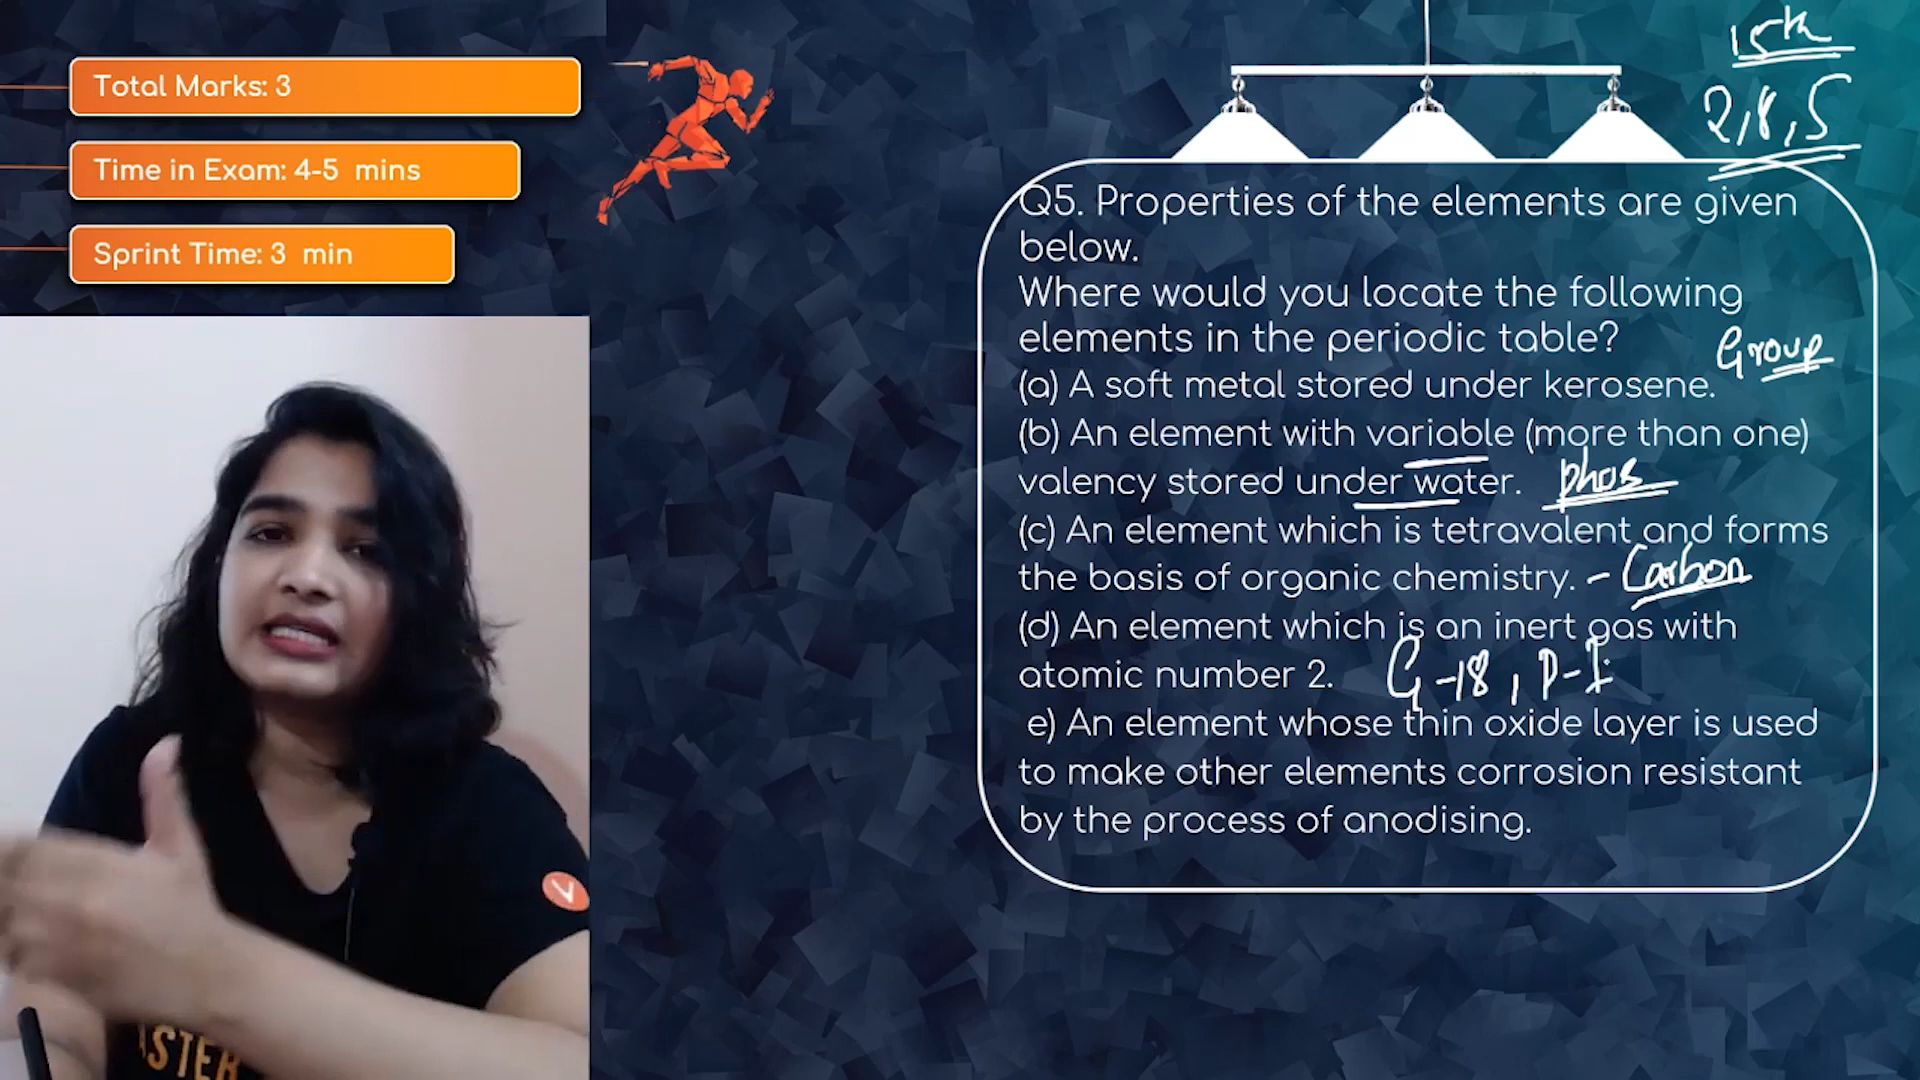 Total Marks: 3
Time in Exam: 4-5 mins
Sprint Time: 3 min
15th
2,8,5
Q5. Properties of the elements are given
below.
Where would you locate the following
elements in the periodic table?
Group
(a) A soft metal stored under kerosene.
(b) An element with variable (more than one)
valency stored under water. phos
(c) An element which is tetravalent and forms
the basis of organic chemistry. - Carbon
(d) An element which is an inert gas with
atomic number 2. G-18, P-I
e) An element whose thin oxide layer is used
to make other elements corrosion resistant
by the process of anodising.
V
ASTER